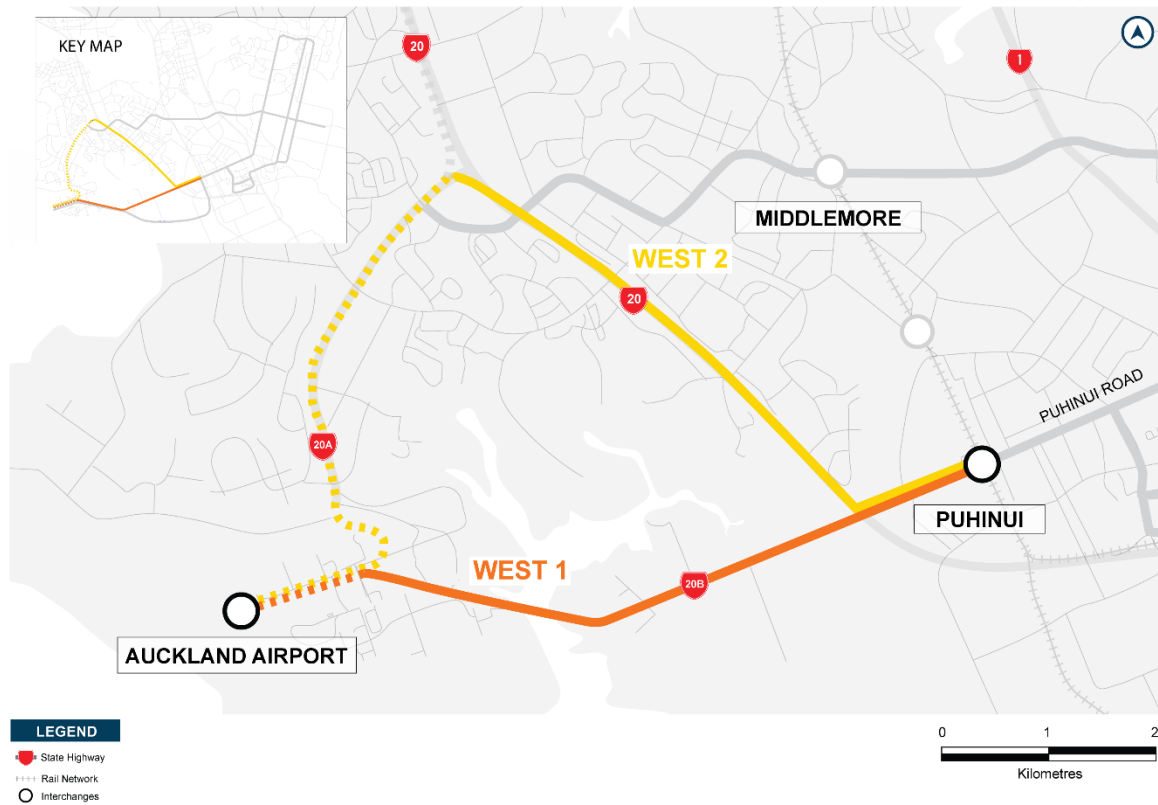 KEY MAP
20
1
MIDDLEMORE
WEST 2
20
PUHINUI ROAD
20A
PUHINUI
WEST 1
20B
AUCKLAND AIRPORT
LEGEND
State Highway
Rail Network
Interchanges
0 1 2
Kilometres